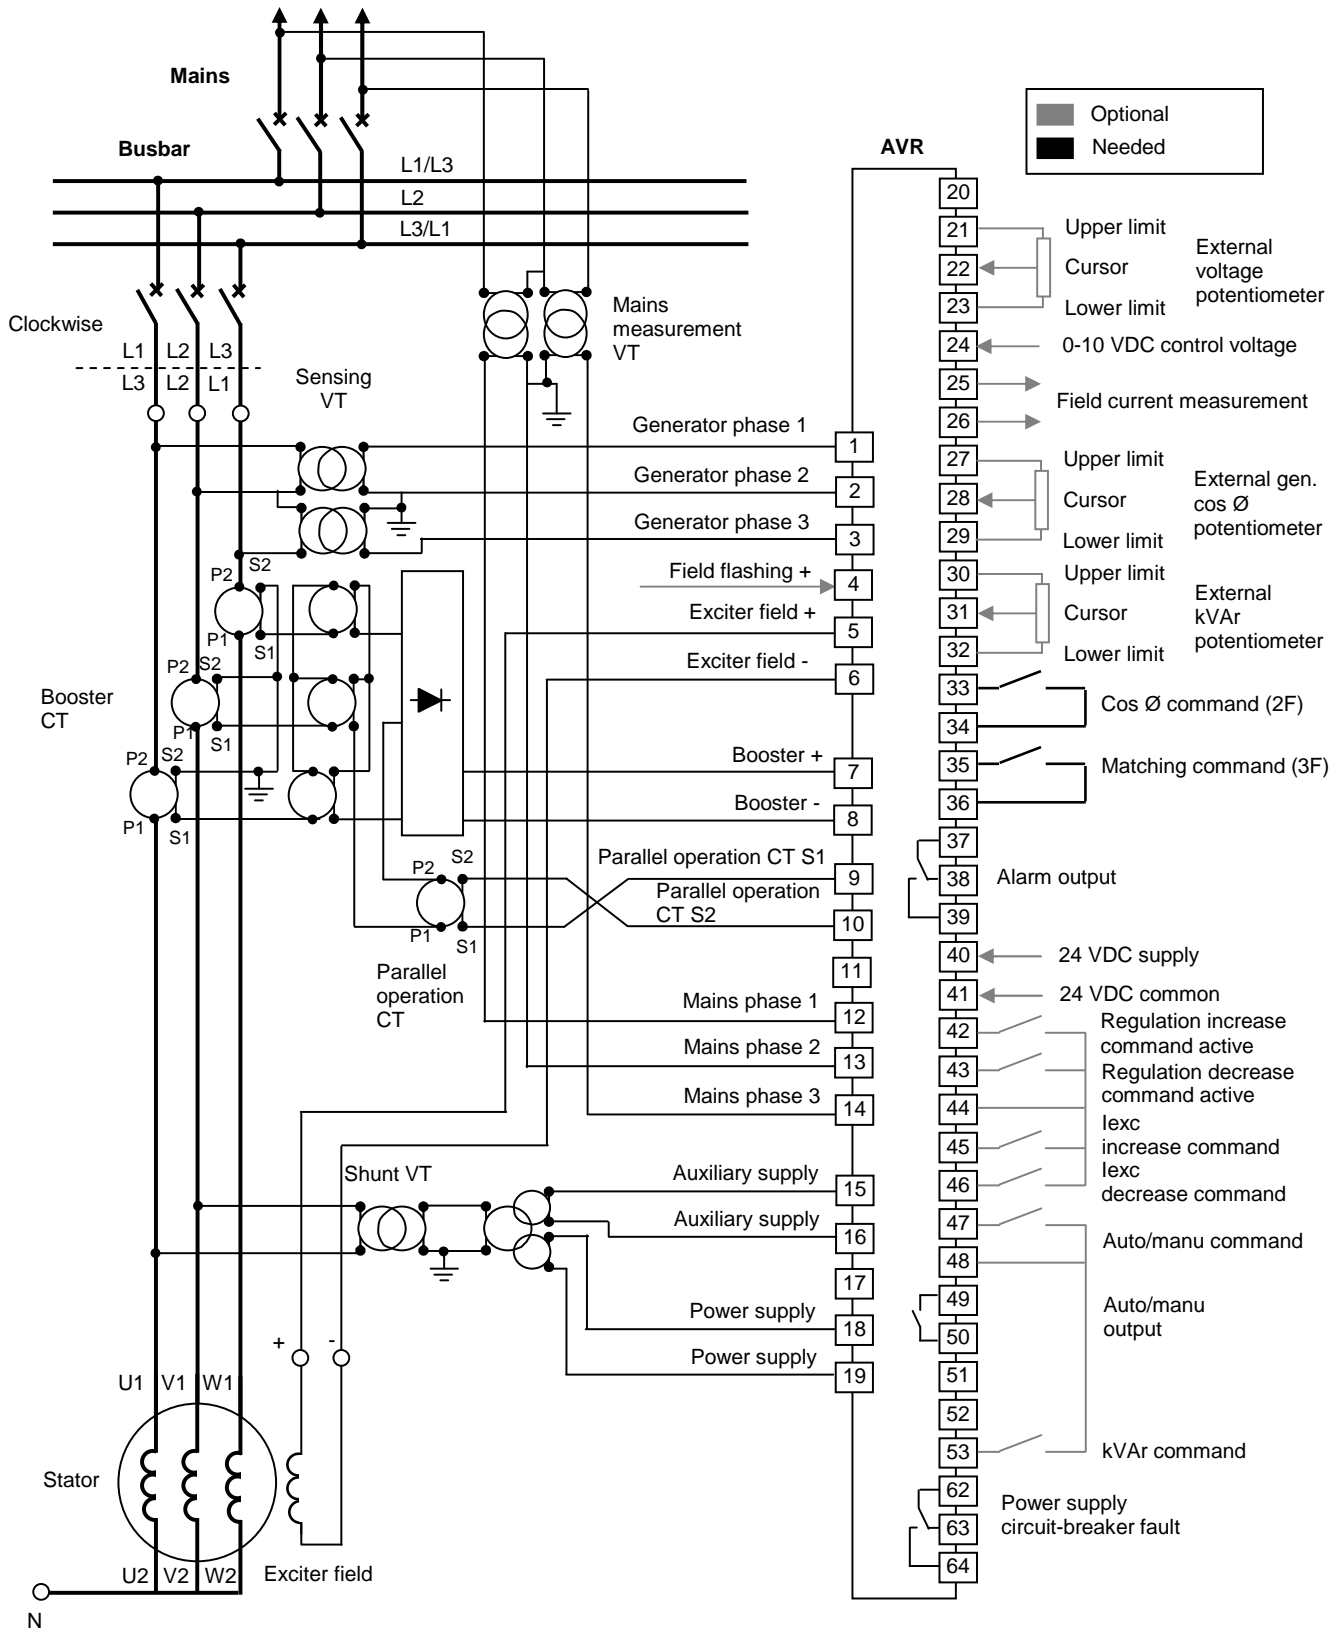 Mains
Busbar
L1/L3
L2
L3/L1
Clockwise
L1 L2 L3
L3 L2 L1
Sensing
VT
Mains
measurement
VT
S2
P2
P1
S1
P2 S2
P1
S1
P2 S2
P1
S1
Booster
CT
P2 S2
P1 S1
Parallel
operation
CT
Shunt VT
+ -
U1 V1 W1
Stator
U2 V2 W2
Exciter field
N
AVR
Generator phase 1
1
Generator phase 2
2
Generator phase 3
3
Field flashing +
4
Exciter field +
5
Exciter field -
6
Booster +
7
Booster -
8
Parallel operation CT S1
9
Parallel operation
CT S2
10
11
Mains phase 1
12
Mains phase 2
13
Mains phase 3
14
Auxiliary supply
15
Auxiliary supply
16
17
Power supply
18
Power supply
19
Optional
Needed
20
21 Upper limit
22 Cursor
23 Lower limit
External
voltage
potentiometer
24 0-10 VDC control voltage
25
26
Field current measurement
27 Upper limit
28 Cursor
29 Lower limit
External gen.
cos Ø
potentiometer
30 Upper limit
31 Cursor
32 Lower limit
External
kVAr
potentiometer
33
34
Cos Ø command (2F)
35
36
Matching command (3F)
37
38
39
Alarm output
40 24 VDC supply
41 24 VDC common
42
Regulation increase
command active
43
Regulation decrease
command active
44
45
Iexc
increase command
46
Iexc
decrease command
47
48
Auto/manu command
49
50
Auto/manu
output
51
52
53 kVAr command
62
63
64
Power supply
circuit-breaker fault